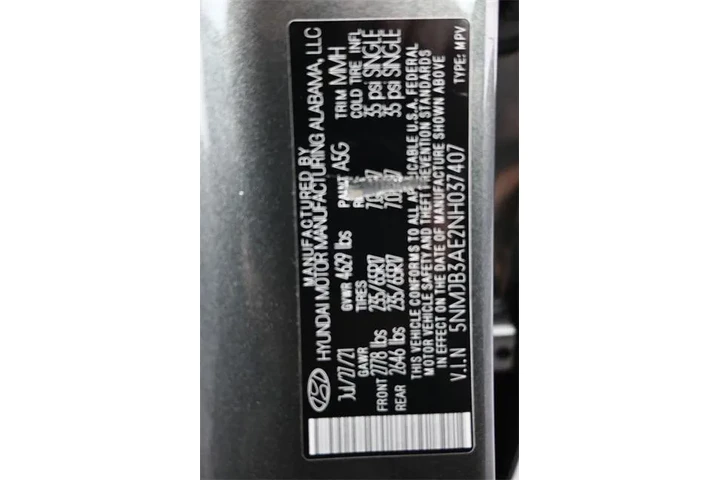 MANUFACTURED BY
HYUNDAI MOTOR MANUFACTURING ALABAMA, LLC
JUL/27/21 GVWR 4629 lbs PAINT A5G TRIM MMH
GAWR TIRES COLD TIRE INFL
FRONT 2778 lbs 235/65R17 35 psi SINGLE
REAR 2646 lbs 235/65R17 35 psi SINGLE
THIS VEHICLE CONFORMS TO ALL APPLICABLE U.S.A. FEDERAL
MOTOR VEHICLE SAFETY AND THEFT PREVENTION STANDARDS
IN EFFECT ON THE DATE OF MANUFACTURE SHOWN ABOVE
V.I.N 5NMJB3AE2NH037407 TYPE: MPV